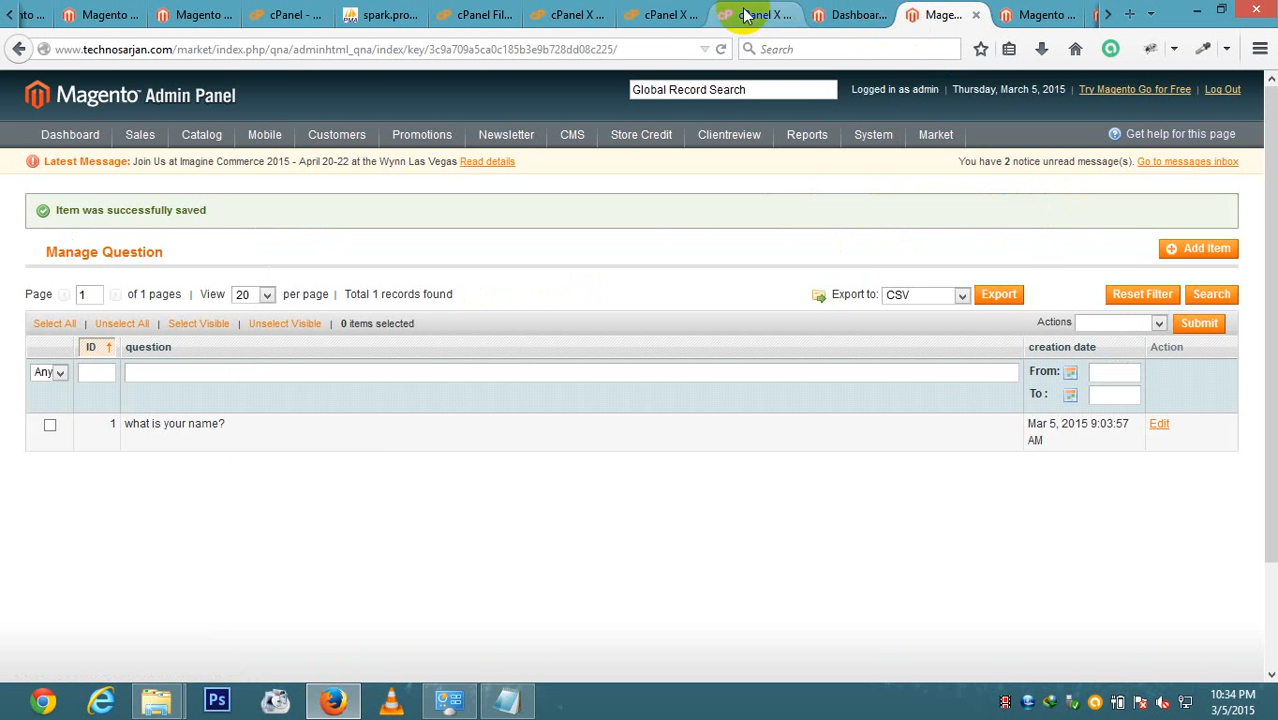 nto ...
Magento ...
Magento ...
cPanel - ...
spark.pro...
cPanel Fil...
cPanel X ...
cPanel X ...
cPanel X ...
Dashboar...
Mage...
Magento ...
www.technosarjan.com/market/index.php/qna/adminhtml_qna/index/key/3c9a709a5ca0c185b3e9b728dd08c225/
Search
Magento Admin Panel
Global Record Search
Logged in as admin | Thursday, March 5, 2015 | Try Magento Go for Free | Log Out
Dashboard Sales Catalog Mobile Customers Promotions Newsletter CMS Store Credit Clientreview Reports System Market
Get help for this page
Latest Message: Join Us at Imagine Commerce 2015 - April 20-22 at the Wynn Las Vegas Read details
You have 2 notice unread message(s). Go to messages inbox
Item was successfully saved
Manage Question
Add Item
Page 1 of 1 pages | View 20 per page | Total 1 records found
Export to: CSV Export
Reset Filter Search
Select All | Unselect All | Select Visible | Unselect Visible | 0 items selected
Actions Submit
ID question creation date Action
Any
From:
To :
1 what is your name? Mar 5, 2015 9:03:57 AM Edit
Ps
10:34 PM
3/5/2015